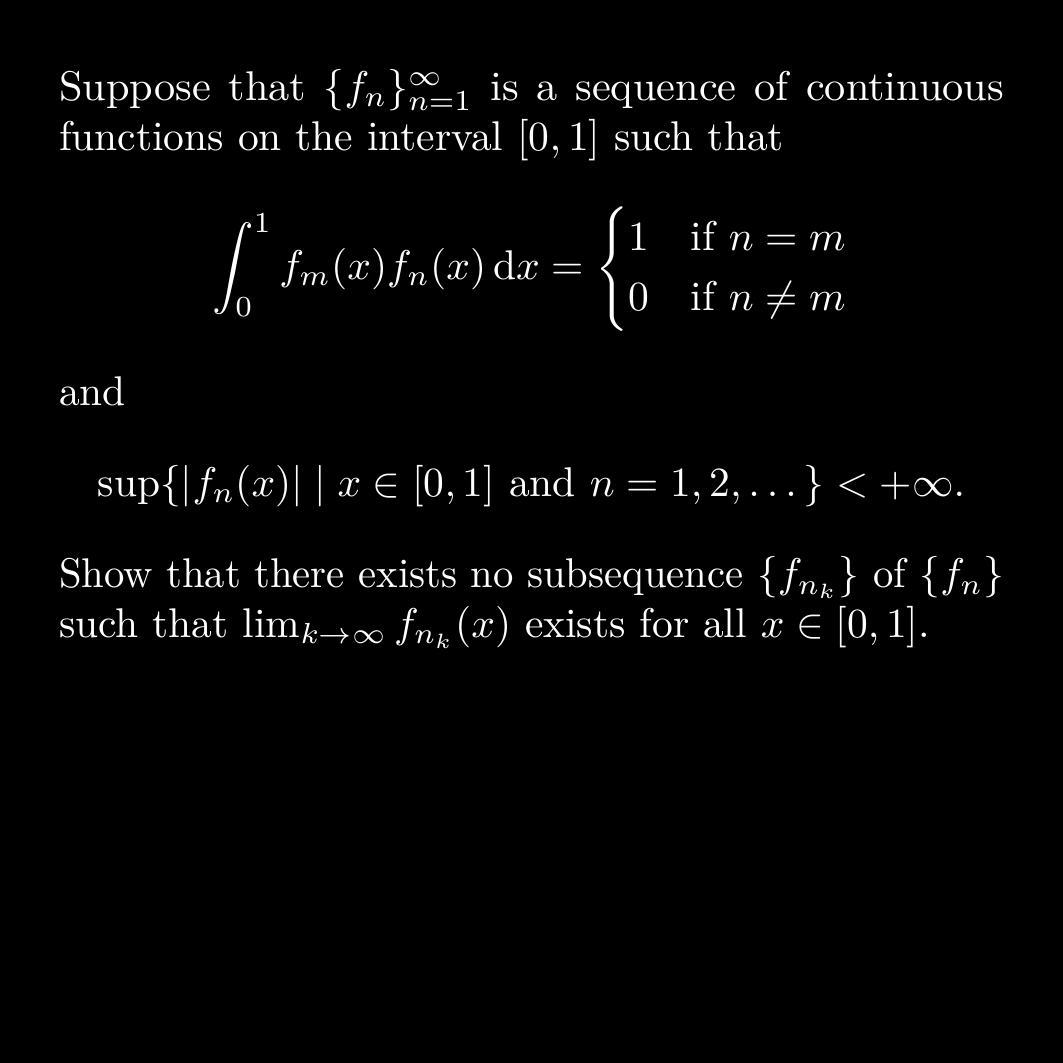 Suppose that $\{f_n\}_{n=1}^{\infty}$ is a sequence of continuous
functions on the interval $[0, 1]$ such that
$$\int_0^1 f_m(x) f_n(x) \, \mathrm{d}x = \begin{cases} 1 & \text{if } n = m \\ 0 & \text{if } n \neq m \end{cases}$$
and
$$\sup\{|f_n(x)| \mid x \in [0, 1] \text{ and } n = 1, 2, \ldots\} < +\infty.$$
Show that there exists no subsequence $\{f_{n_k}\}$ of $\{f_n\}$
such that $\lim_{k \to \infty} f_{n_k}(x)$ exists for all $x \in [0, 1]$.